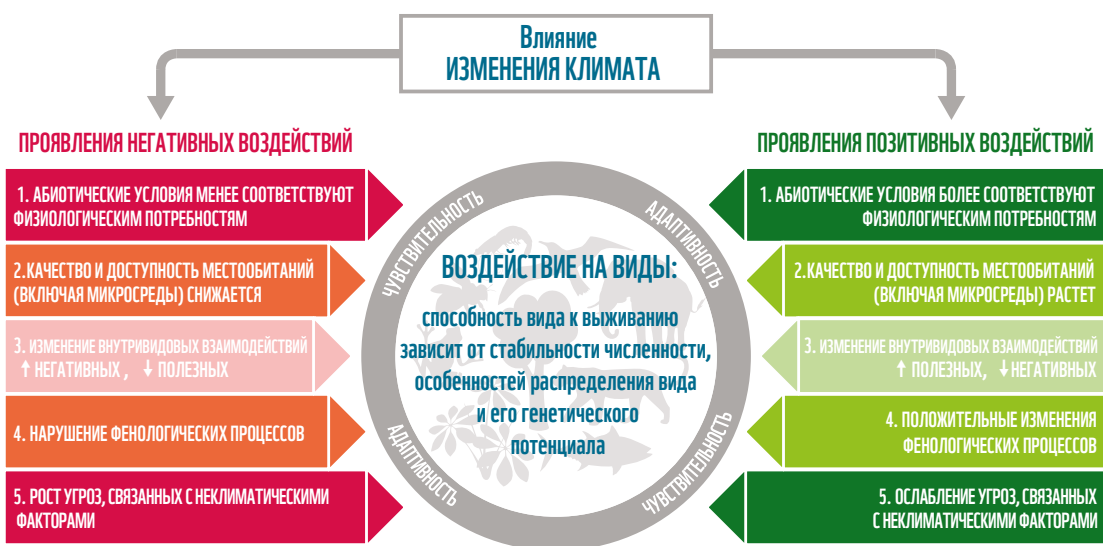 Влияние
ИЗМЕНЕНИЯ КЛИМАТА
ПРОЯВЛЕНИЯ НЕГАТИВНЫХ ВОЗДЕЙСТВИЙ
1. АБИОТИЧЕСКИЕ УСЛОВИЯ МЕНЕЕ СООТВЕТСТВУЮТ
ФИЗИОЛОГИЧЕСКИМ ПОТРЕБНОСТЯМ
2.КАЧЕСТВО И ДОСТУПНОСТЬ МЕСТООБИТАНИЙ
(ВКЛЮЧАЯ МИКРОСРЕДЫ) СНИЖАЕТСЯ
3. ИЗМЕНЕНИЕ ВНУТРИВИДОВЫХ ВЗАИМОДЕЙСТВИЙ
↑ НЕГАТИВНЫХ , ↓ ПОЛЕЗНЫХ
4. НАРУШЕНИЕ ФЕНОЛОГИЧЕСКИХ ПРОЦЕССОВ
5. РОСТ УГРОЗ, СВЯЗАННЫХ С НЕКЛИМАТИЧЕСКИМИ
ФАКТОРАМИ
ЧУВСТВИТЕЛЬНОСТЬ
АДАПТИВНОСТЬ
ВОЗДЕЙСТВИЕ НА ВИДЫ:
способность вида к выживанию
зависит от стабильности численности,
особенностей распределения вида
и его генетического
потенциала
АДАПТИВНОСТЬ
ЧУВСТВИТЕЛЬНОСТЬ
ПРОЯВЛЕНИЯ ПОЗИТИВНЫХ ВОЗДЕЙСТВИЙ
1. АБИОТИЧЕСКИЕ УСЛОВИЯ БОЛЕЕ СООТВЕТСТВУЮТ
ФИЗИОЛОГИЧЕСКИМ ПОТРЕБНОСТЯМ
2.КАЧЕСТВО И ДОСТУПНОСТЬ МЕСТООБИТАНИЙ
(ВКЛЮЧАЯ МИКРОСРЕДЫ) РАСТЕТ
3. ИЗМЕНЕНИЕ ВНУТРИВИДОВЫХ ВЗАИМОДЕЙСТВИЙ
↑ ПОЛЕЗНЫХ, ↓НЕГАТИВНЫХ
4. ПОЛОЖИТЕЛЬНЫЕ ИЗМЕНЕНИЯ
ФЕНОЛОГИЧЕСКИХ ПРОЦЕССОВ
5. ОСЛАБЛЕНИЕ УГРОЗ, СВЯЗАННЫХ
С НЕКЛИМАТИЧЕСКИМИ ФАКТОРАМИ